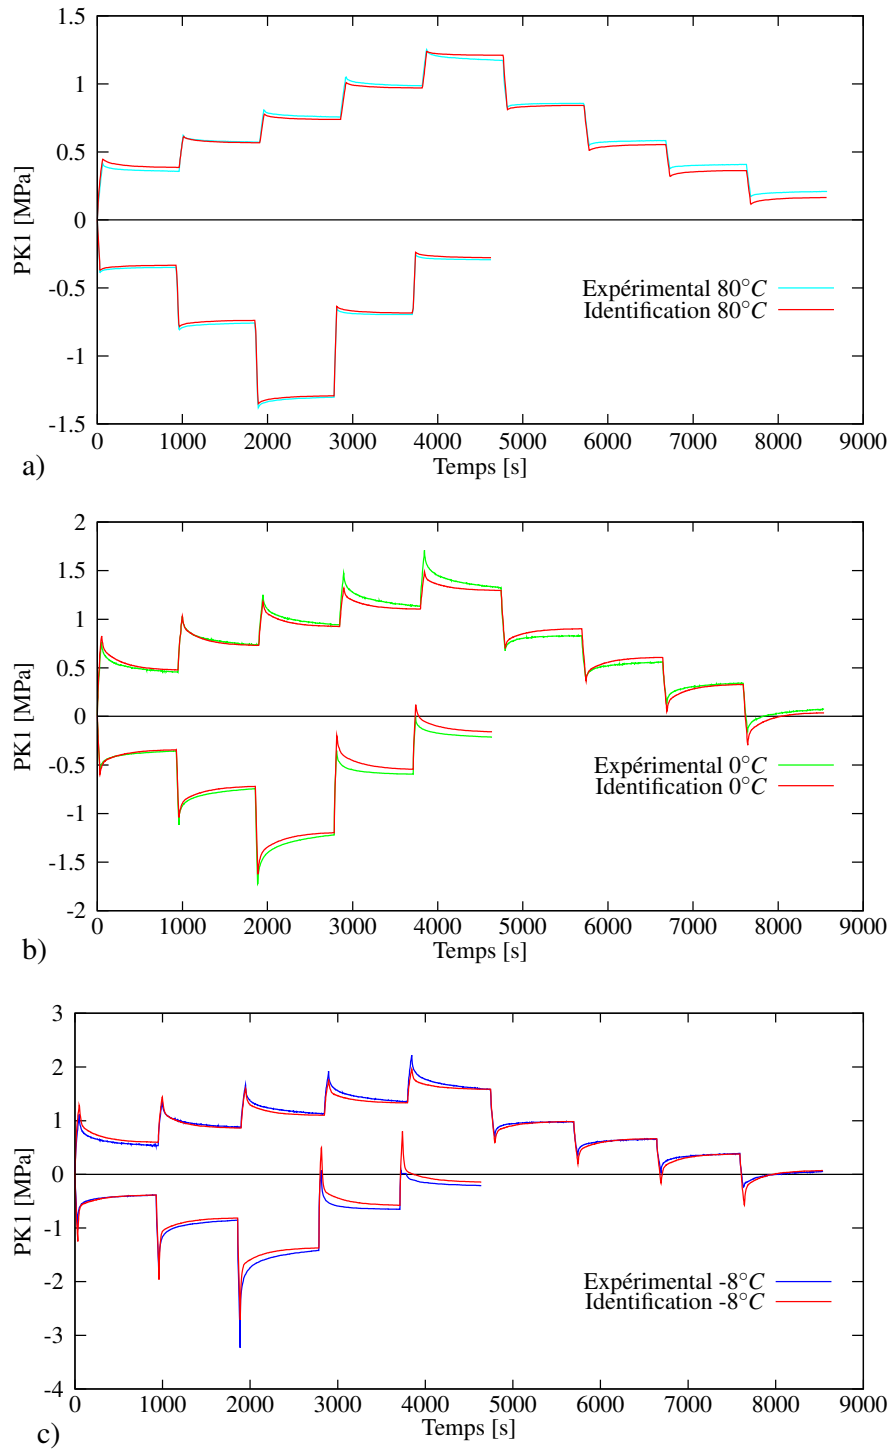 1.5
1
0.5
0
-0.5
-1
-1.5
PK1 [MPa]
Expérimental 80°C
Identification 80°C
0 1000 2000 3000 4000 5000 6000 7000 8000 9000
Temps [s]
a)
2
1.5
1
0.5
0
-0.5
-1
-1.5
-2
PK1 [MPa]
Expérimental 0°C
Identification 0°C
0 1000 2000 3000 4000 5000 6000 7000 8000 9000
Temps [s]
b)
3
2
1
0
-1
-2
-3
-4
PK1 [MPa]
Expérimental -8°C
Identification -8°C
0 1000 2000 3000 4000 5000 6000 7000 8000 9000
Temps [s]
c)